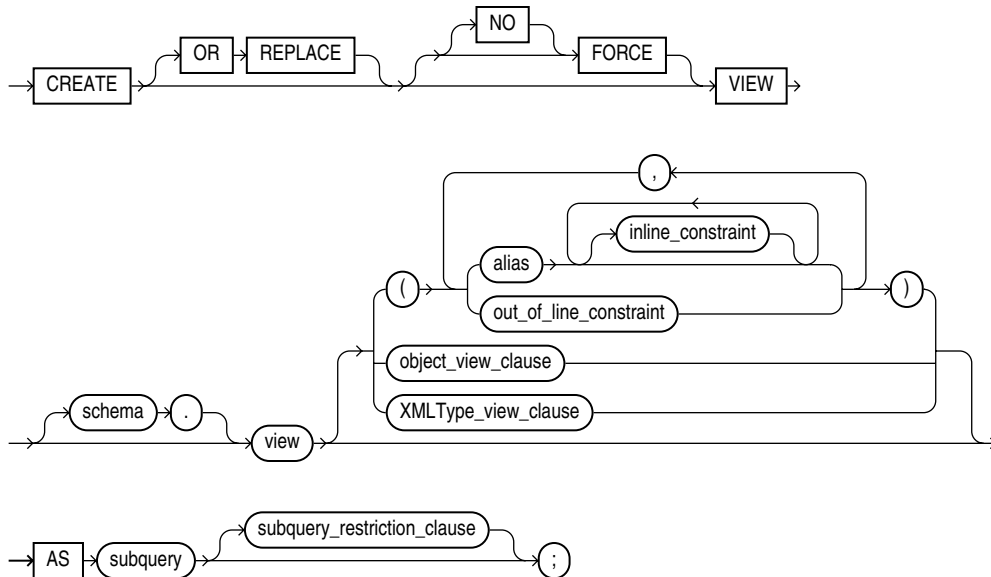 NO
OR REPLACE FORCE
CREATE VIEW
,
inline_constraint
alias
( )
out_of_line_constraint
object_view_clause
XMLType_view_clause
schema .
view
subquery_restriction_clause
AS subquery ;